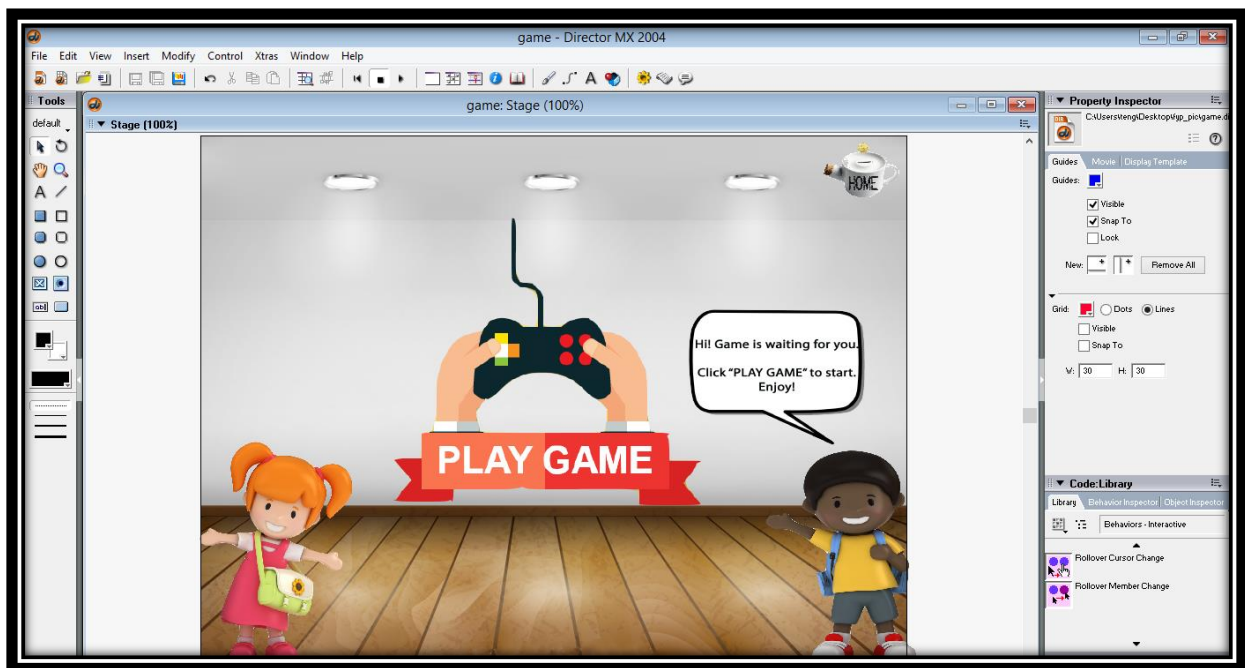 game - Director MX 2004
File Edit View Insert Modify Control Xtras Window Help
Tools
default
game: Stage (100%)
Stage (100%)
HOME
Hi! Game is waiting for you.
Click "PLAY GAME" to start.
Enjoy!
PLAY GAME
Property Inspector
Guides Movie Display Template
Guides:
Visible
Snap To
Lock
New: Remove All
Grid: Dots Lines
Visible
Snap To
W: 30 H: 30
Code:Library
Library Behavior Inspector Object Inspector
Behaviors - Interactive
Rollover Cursor Change
Rollover Member Change